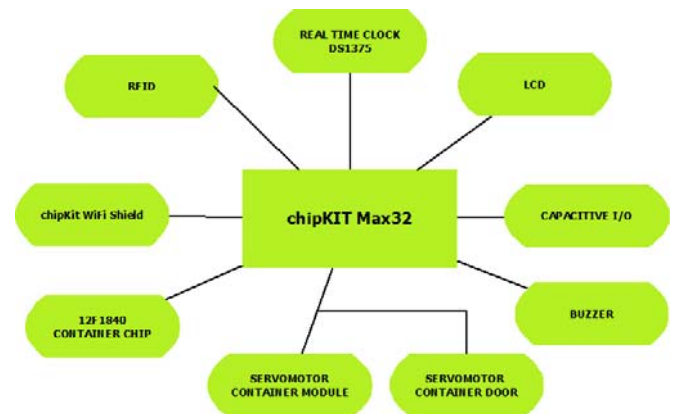 REAL TIME CLOCK
DS1375
RFID
LCD
chipKit WiFi Shield
chipKIT Max32
CAPACITIVE I/O
12F1840
CONTAINER CHIP
BUZZER
SERVOMOTOR
CONTAINER MODULE
SERVOMOTOR
CONTAINER DOOR